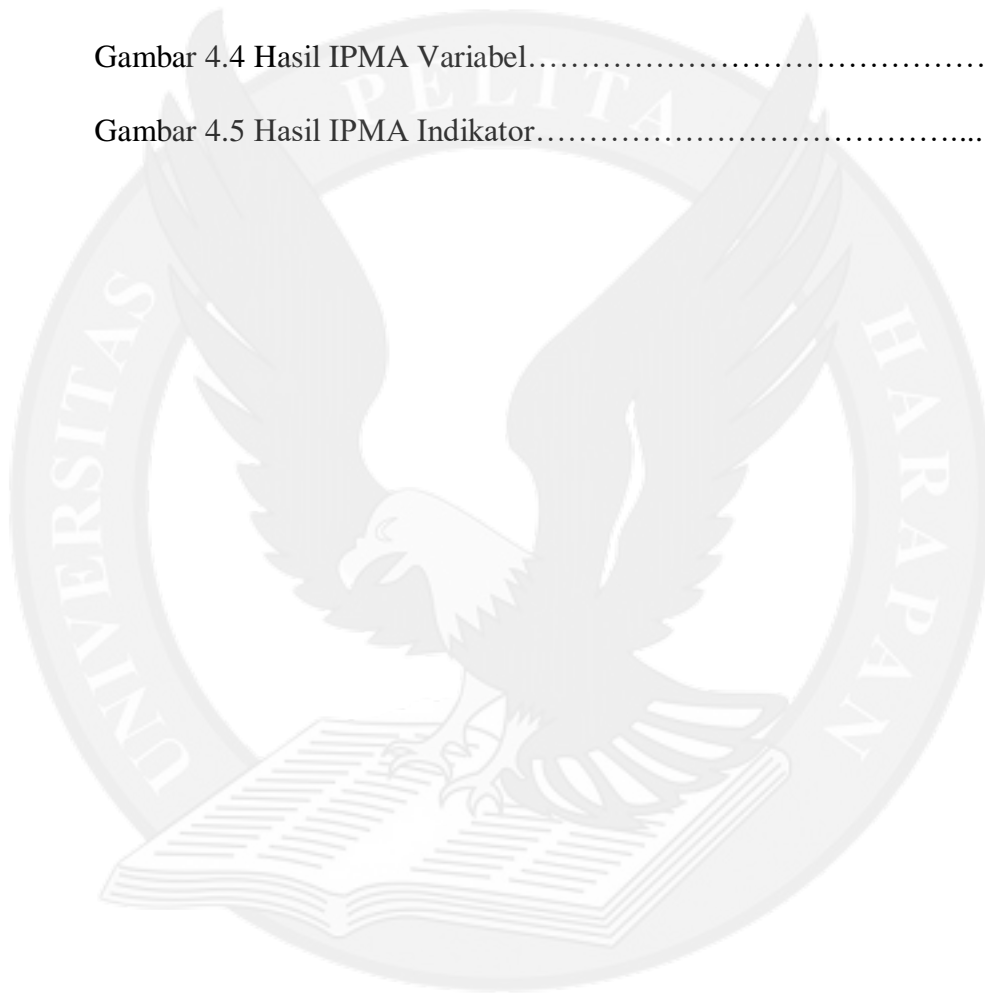 Gambar 4.4 Hasil IPMA Variabel…………………………………………
Gambar 4.5 Hasil IPMA Indikator…………………………………….....
UNIVERSITAS PELITA HARAPAN